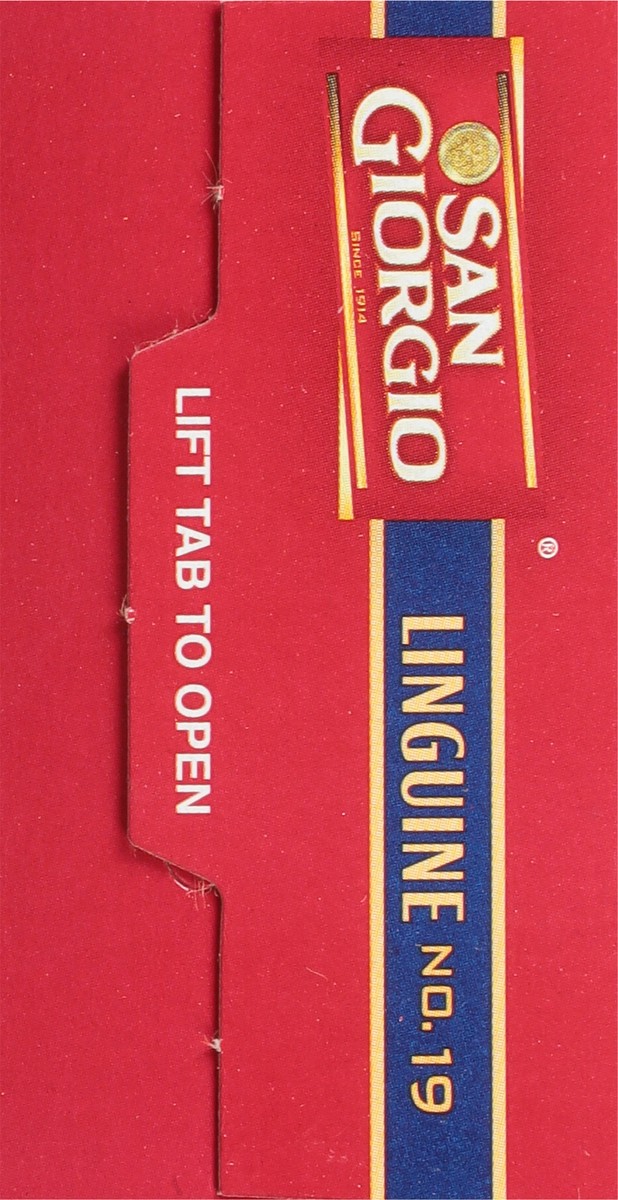 SAN
GIORGIO
SINCE 1914
®
LINGUINE NO. 19
LIFT TAB TO OPEN